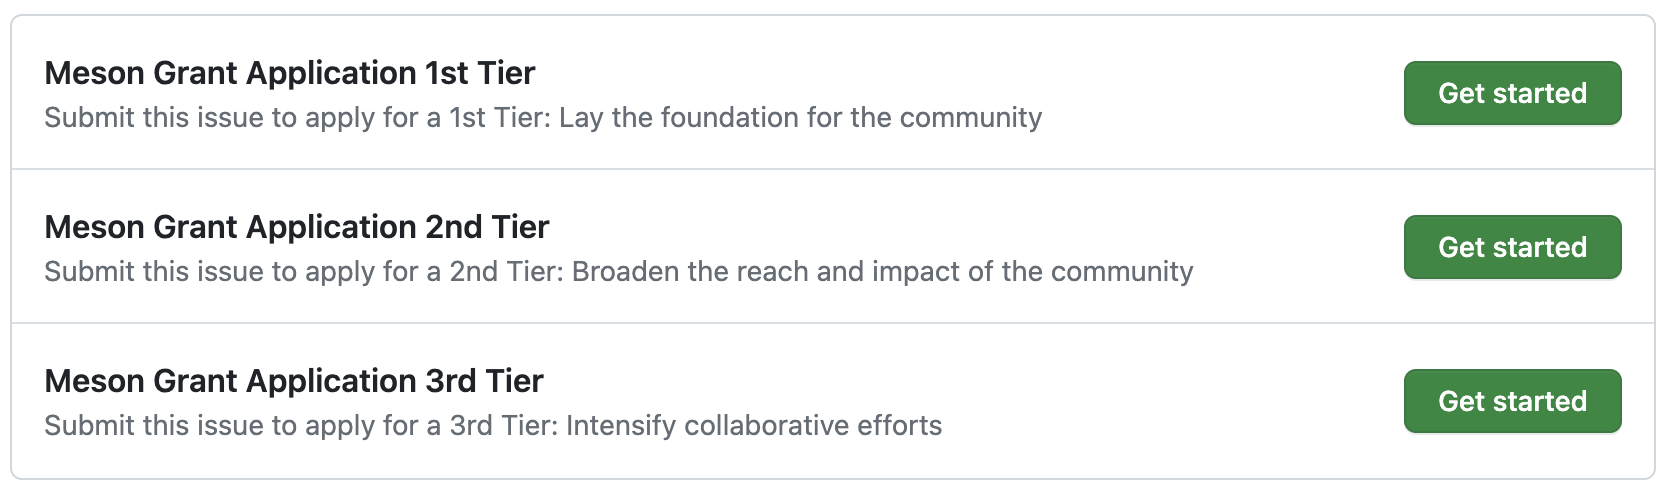 Meson Grant Application 1st Tier
Submit this issue to apply for a 1st Tier: Lay the foundation for the community
Get started
Meson Grant Application 2nd Tier
Submit this issue to apply for a 2nd Tier: Broaden the reach and impact of the community
Get started
Meson Grant Application 3rd Tier
Submit this issue to apply for a 3rd Tier: Intensify collaborative efforts
Get started